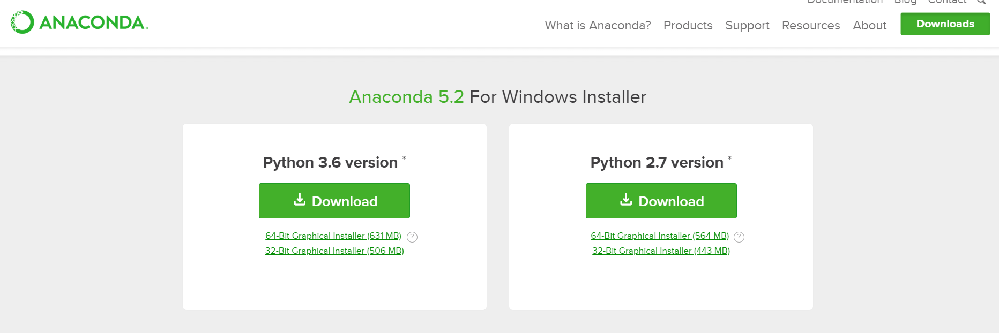 Documentation Blog Contact
ANACONDA
What is Anaconda? Products Support Resources About Downloads
Anaconda 5.2 For Windows Installer
Python 3.6 version *
Download
64-Bit Graphical Installer (631 MB) ?
32-Bit Graphical Installer (506 MB)
Python 2.7 version *
Download
64-Bit Graphical Installer (564 MB) ?
32-Bit Graphical Installer (443 MB)